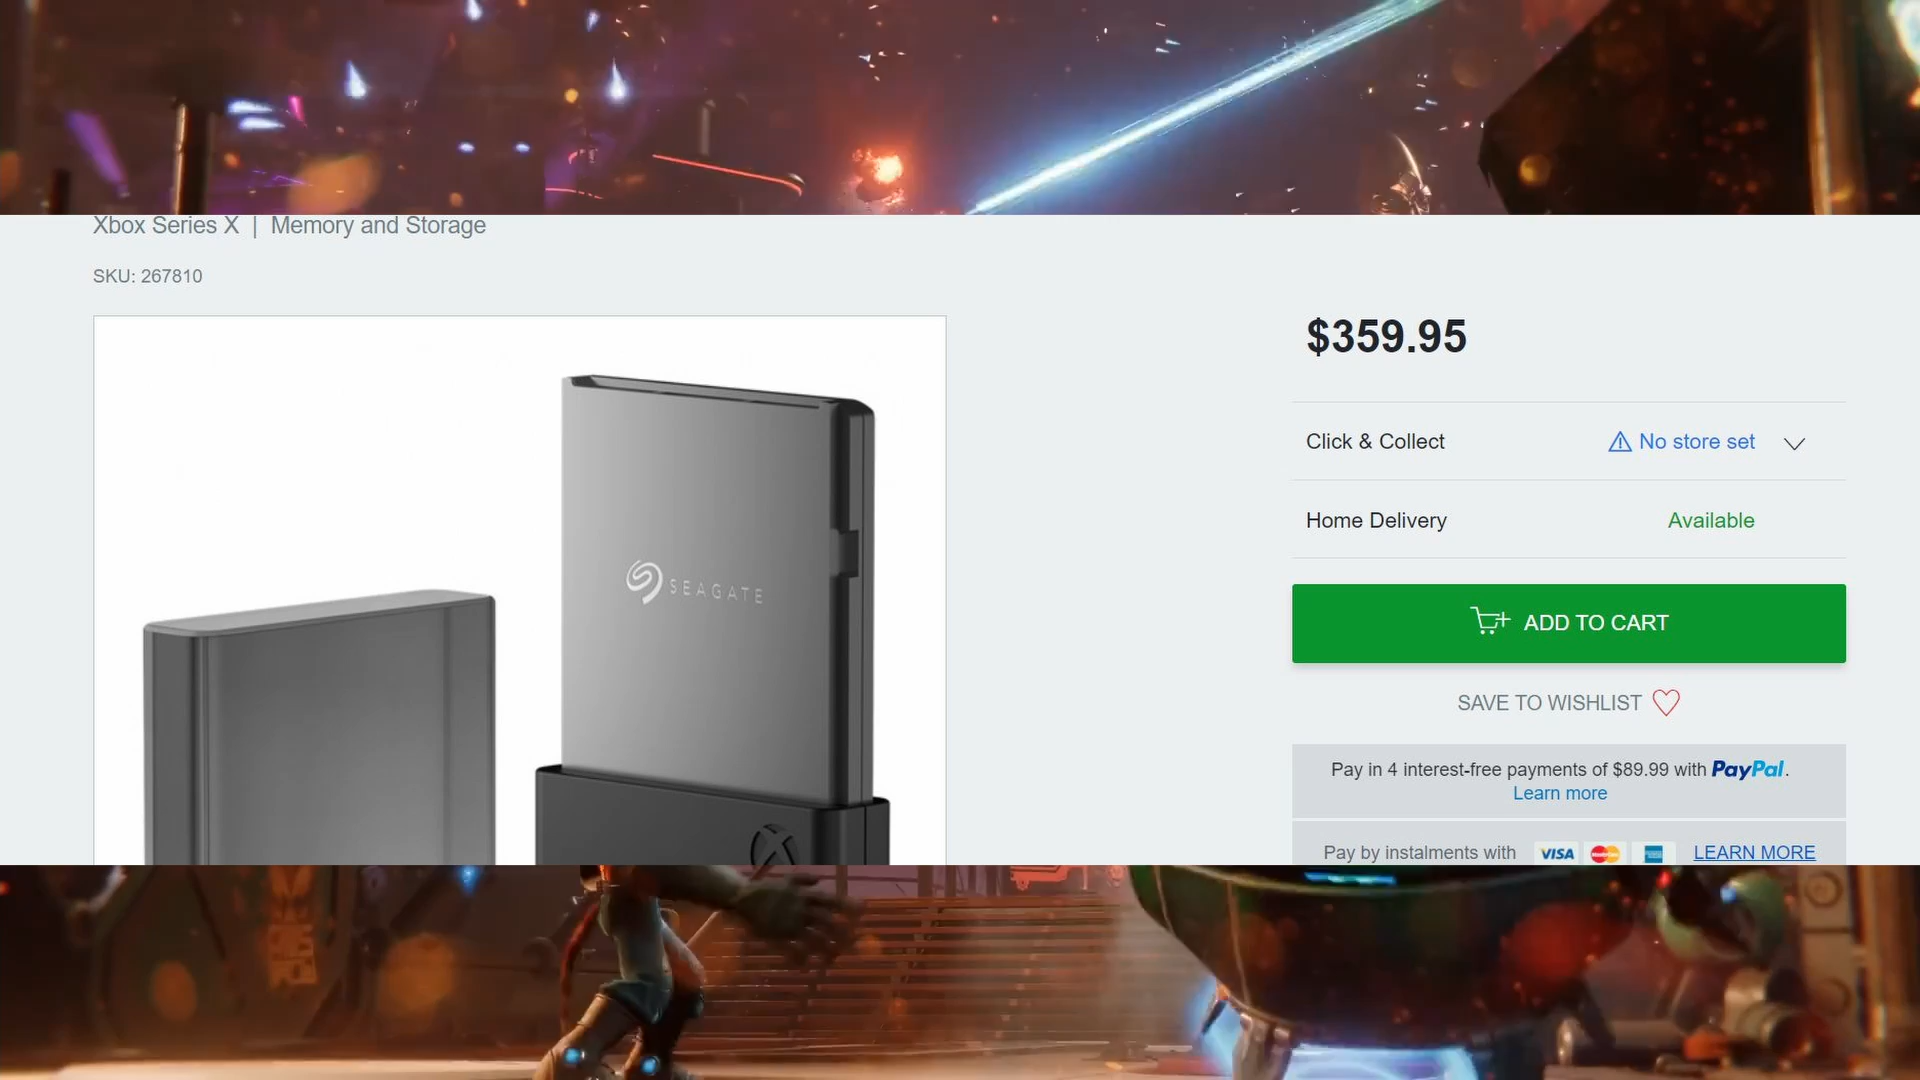 Xbox Series X | Memory and Storage
SKU: 267810
$359.95
Click & Collect
No store set
Home Delivery
Available
SEAGATE
ADD TO CART
SAVE TO WISHLIST
Pay in 4 interest-free payments of $89.99 with PayPal.
Learn more
Pay by instalments with VISA LEARN MORE